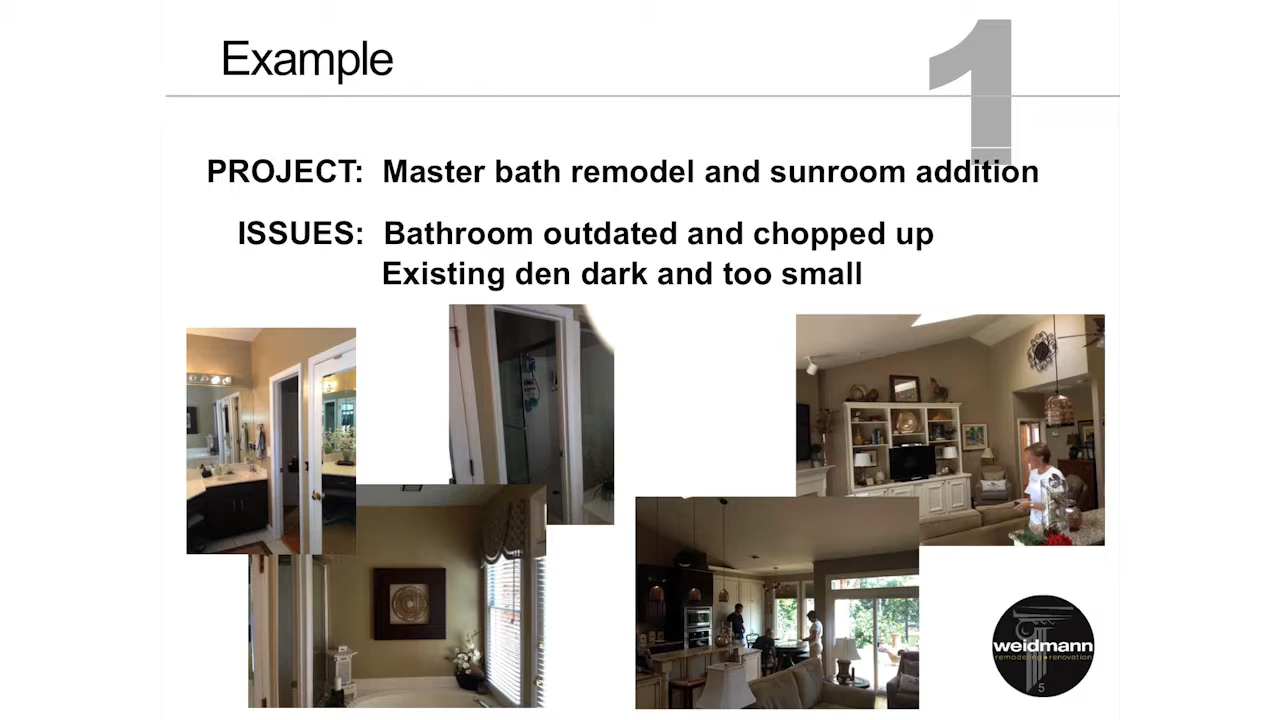 Example
1
PROJECT: Master bath remodel and sunroom addition
ISSUES: Bathroom outdated and chopped up
Existing den dark and too small
weidmann
remodeling • renovation
5